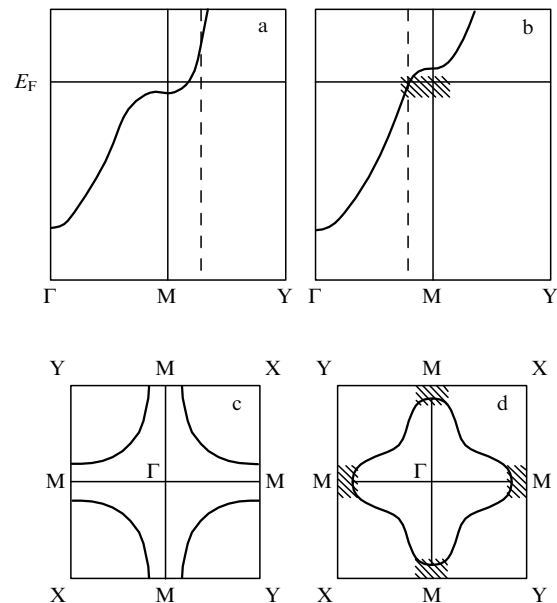 a b
E_F
Γ M Y Γ M Y
Y M X Y M X
c d
Γ Γ
M M M M
X M Y X M Y